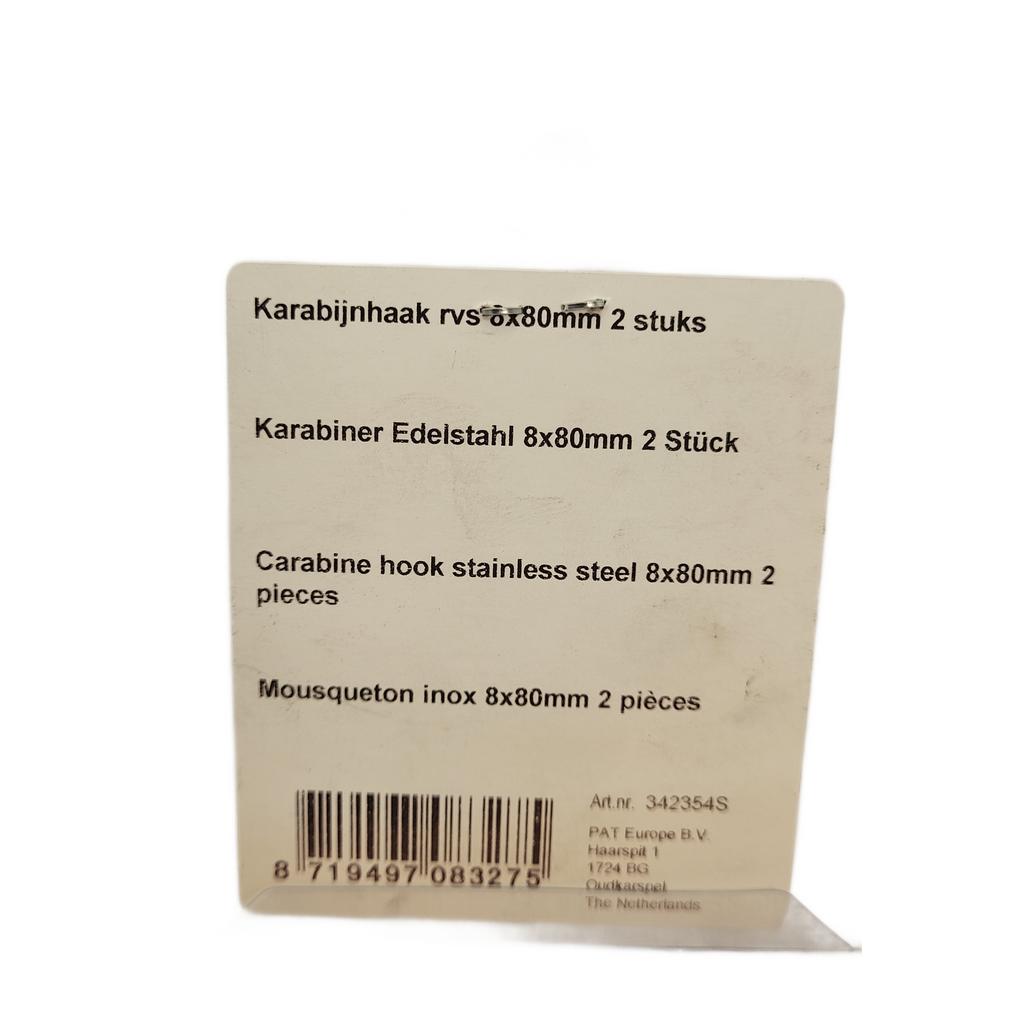 Karabijnhaak rvs 8x80mm 2 stuks
Karabiner Edelstahl 8x80mm 2 Stück
Carabine hook stainless steel 8x80mm 2
pieces
Mousqueton inox 8x80mm 2 pièces
8 719497 083275
Art.nr. 342354S
PAT Europe B.V.
Haarspit 1
1724 BG
Oudkarspel
The Netherlands